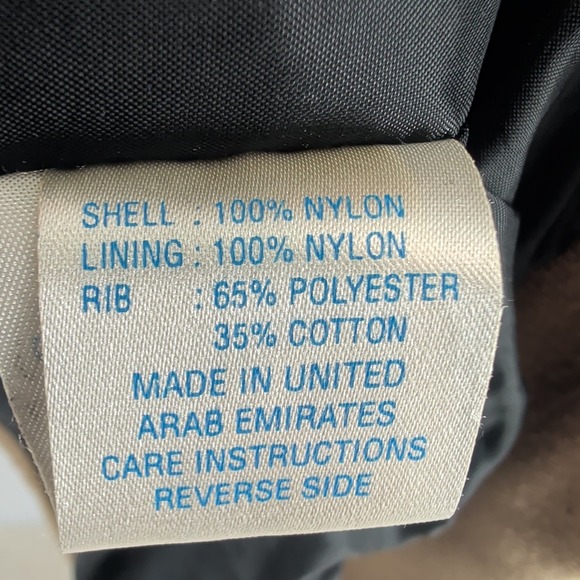 SHELL : 100% NYLON
LINING : 100% NYLON
RIB : 65% POLYESTER
35% COTTON
MADE IN UNITED
ARAB EMIRATES
CARE INSTRUCTIONS
REVERSE SIDE